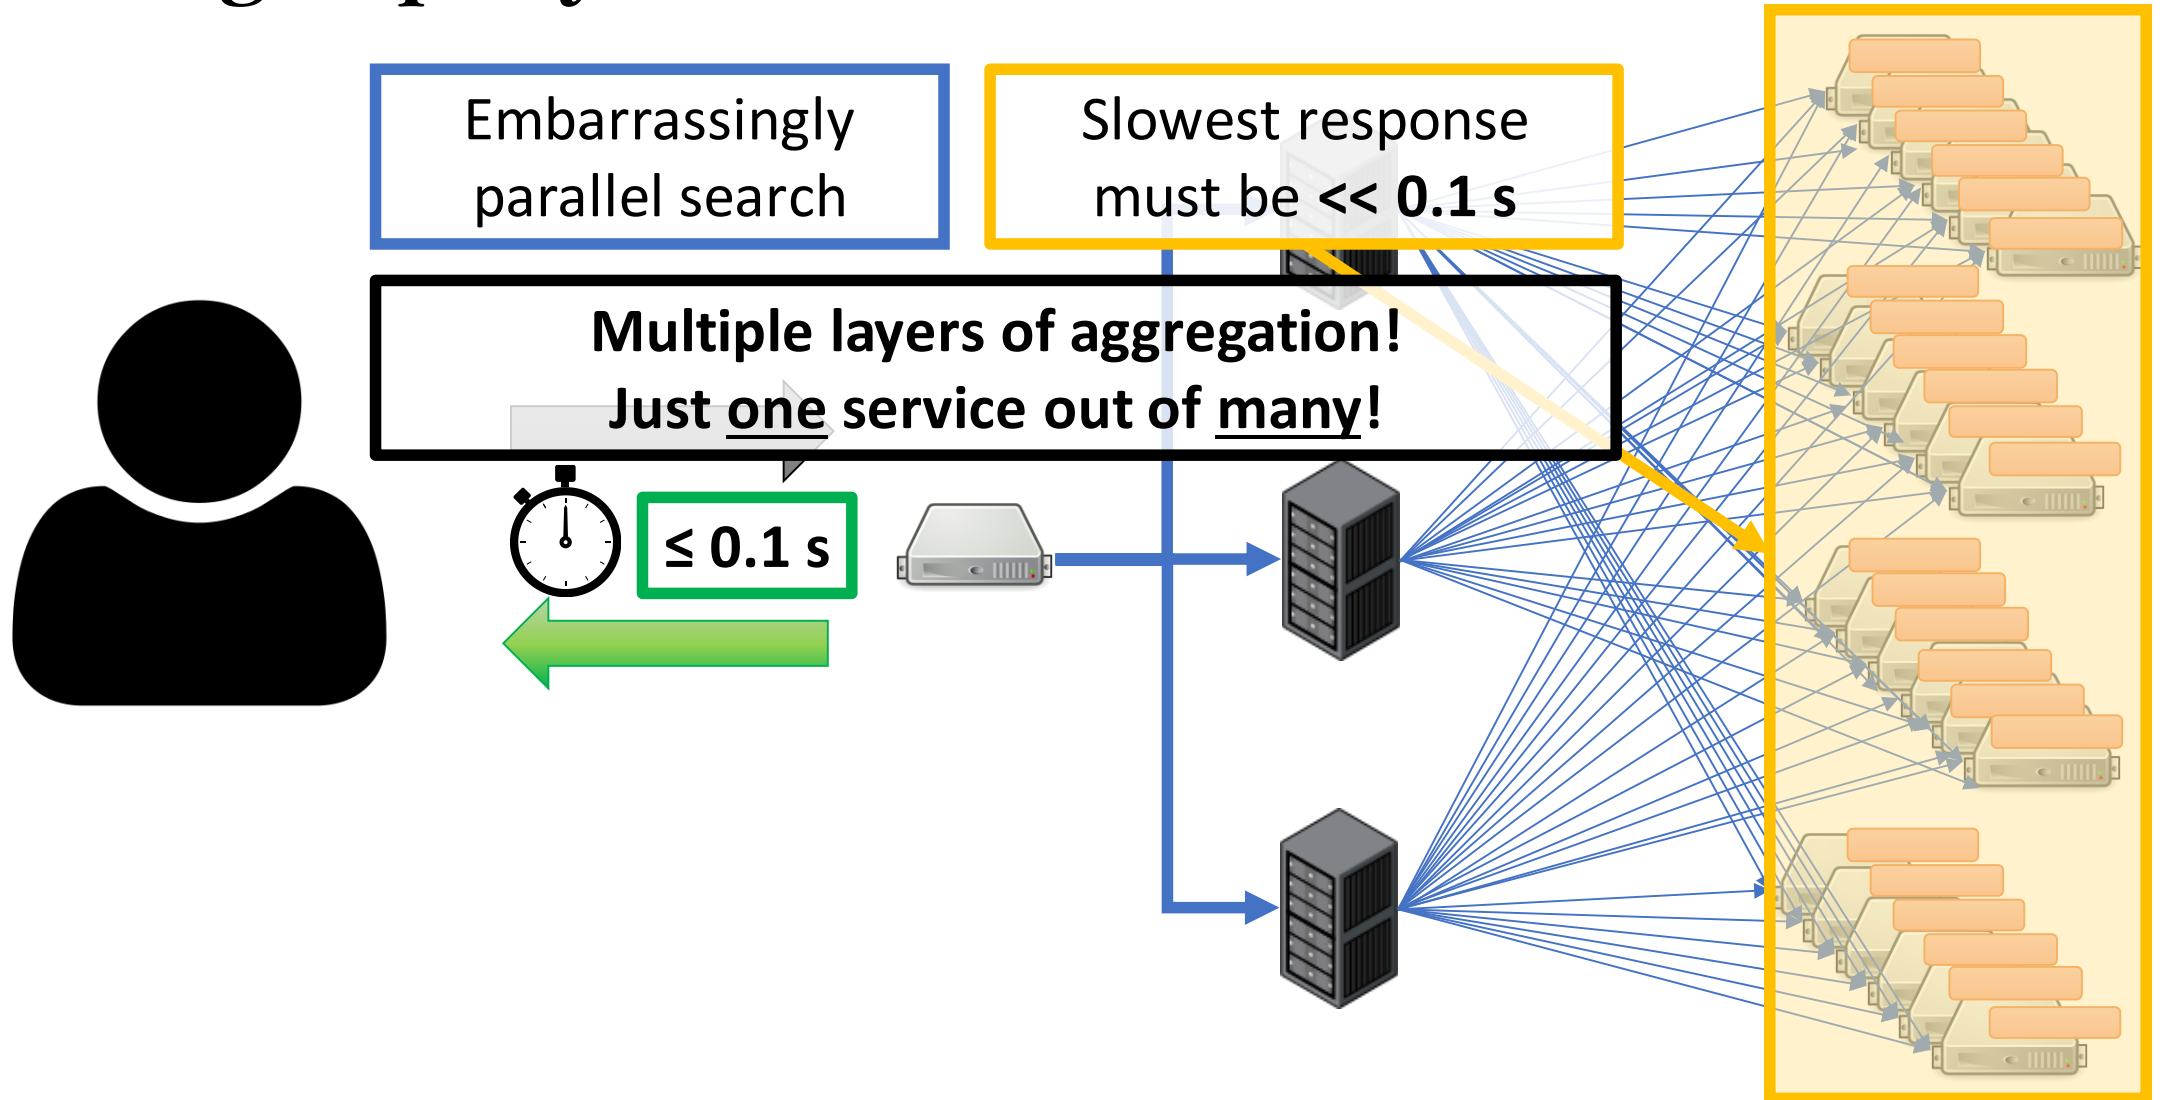 Embarrassingly
parallel search
Slowest response
must be << 0.1 s
Multiple layers of aggregation!
Just one service out of many!
≤ 0.1 s